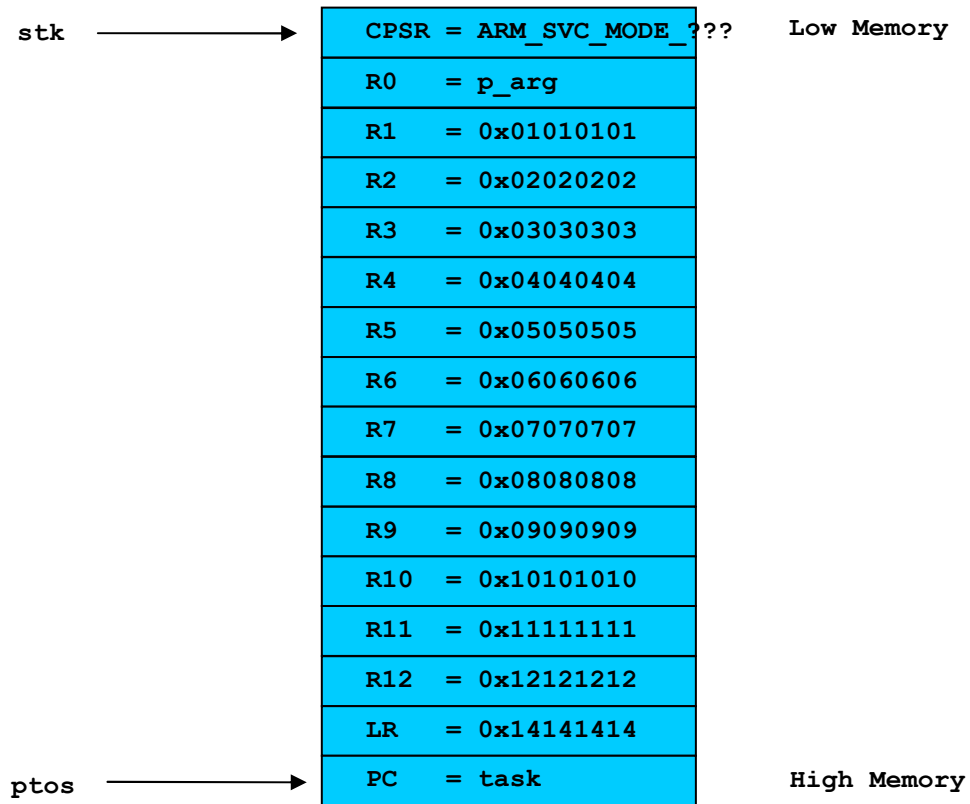 stk CPSR = ARM_SVC_MODE_??? Low Memory
R0 = p_arg
R1 = 0x01010101
R2 = 0x02020202
R3 = 0x03030303
R4 = 0x04040404
R5 = 0x05050505
R6 = 0x06060606
R7 = 0x07070707
R8 = 0x08080808
R9 = 0x09090909
R10 = 0x10101010
R11 = 0x11111111
R12 = 0x12121212
LR = 0x14141414
ptos PC = task High Memory